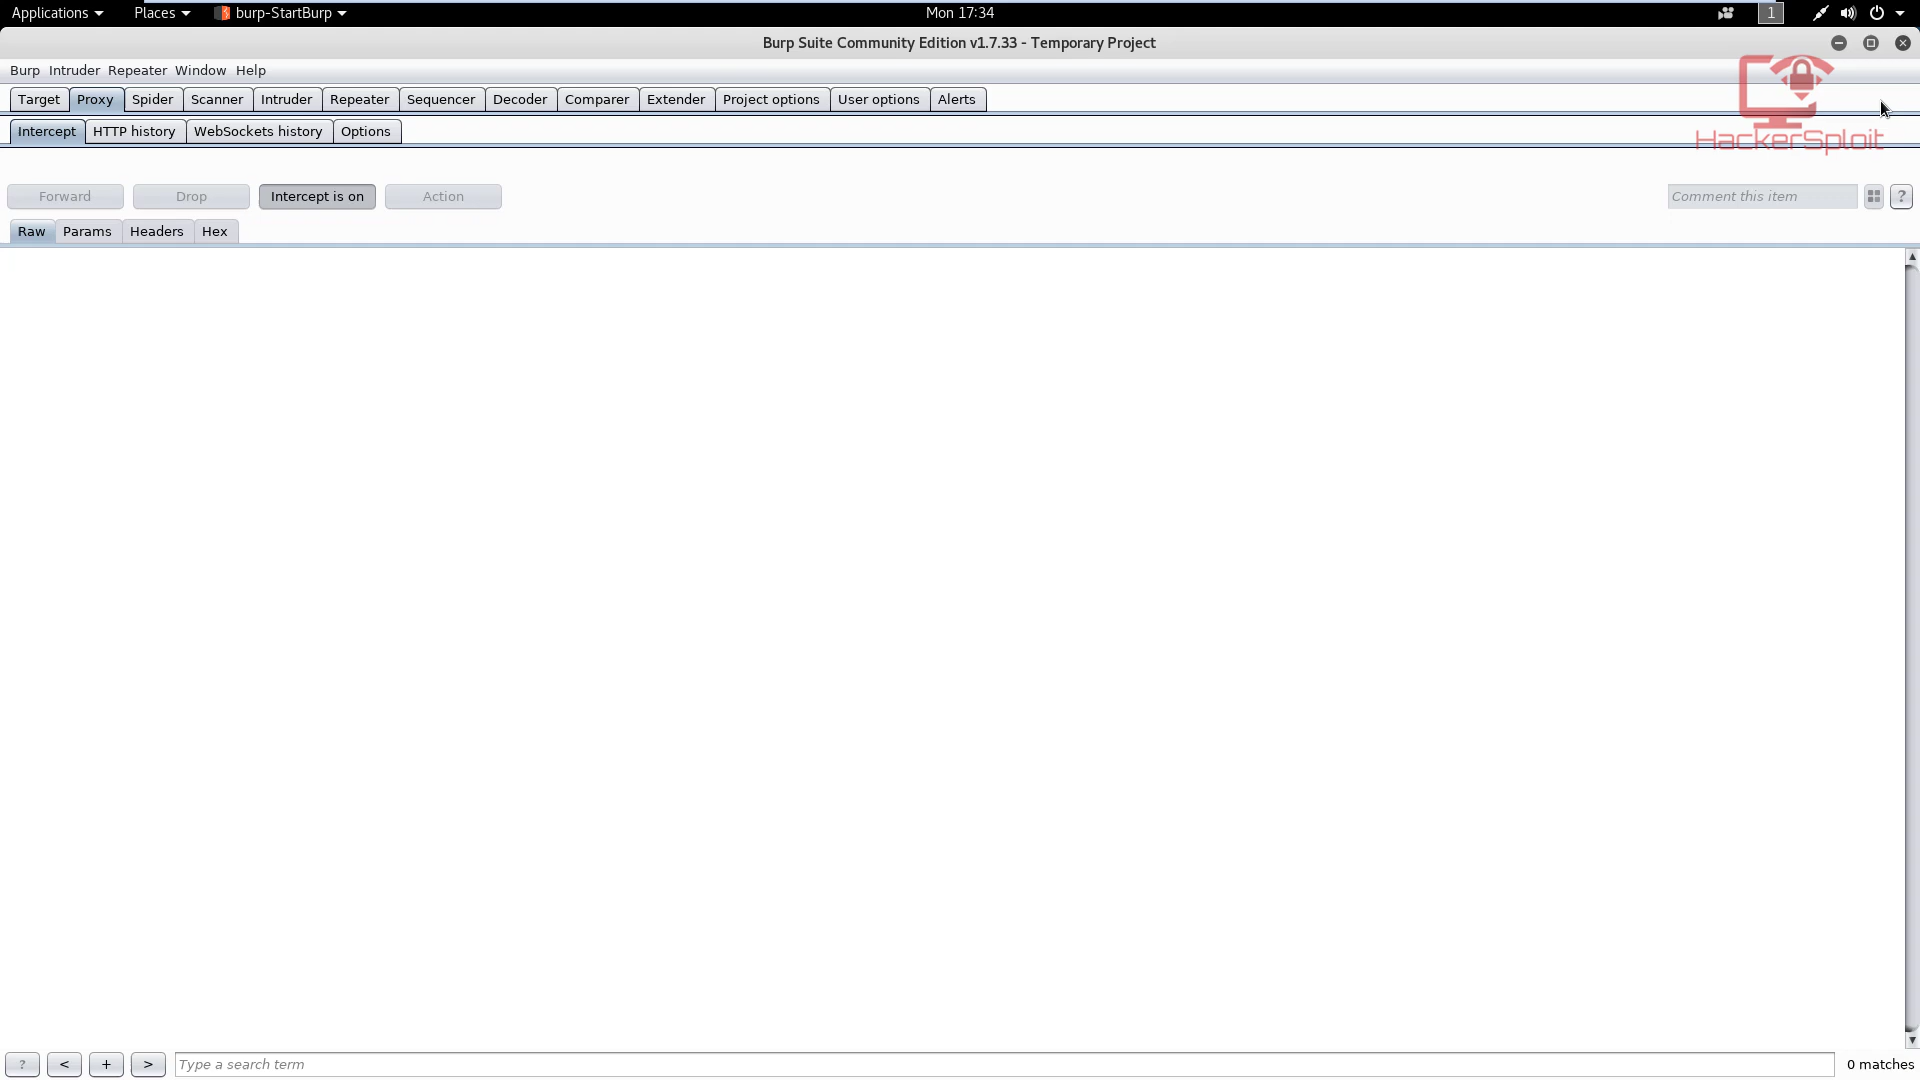 Applications Places burp-StartBurp Mon 17:34 1
Burp Suite Community Edition v1.7.33 - Temporary Project
Burp Intruder Repeater Window Help
Target Proxy Spider Scanner Intruder Repeater Sequencer Decoder Comparer Extender Project options User options Alerts
HackerSploit
Intercept HTTP history WebSockets history Options
Forward Drop Intercept is on Action Comment this item ?
Raw Params Headers Hex
? < + > Type a search term 0 matches